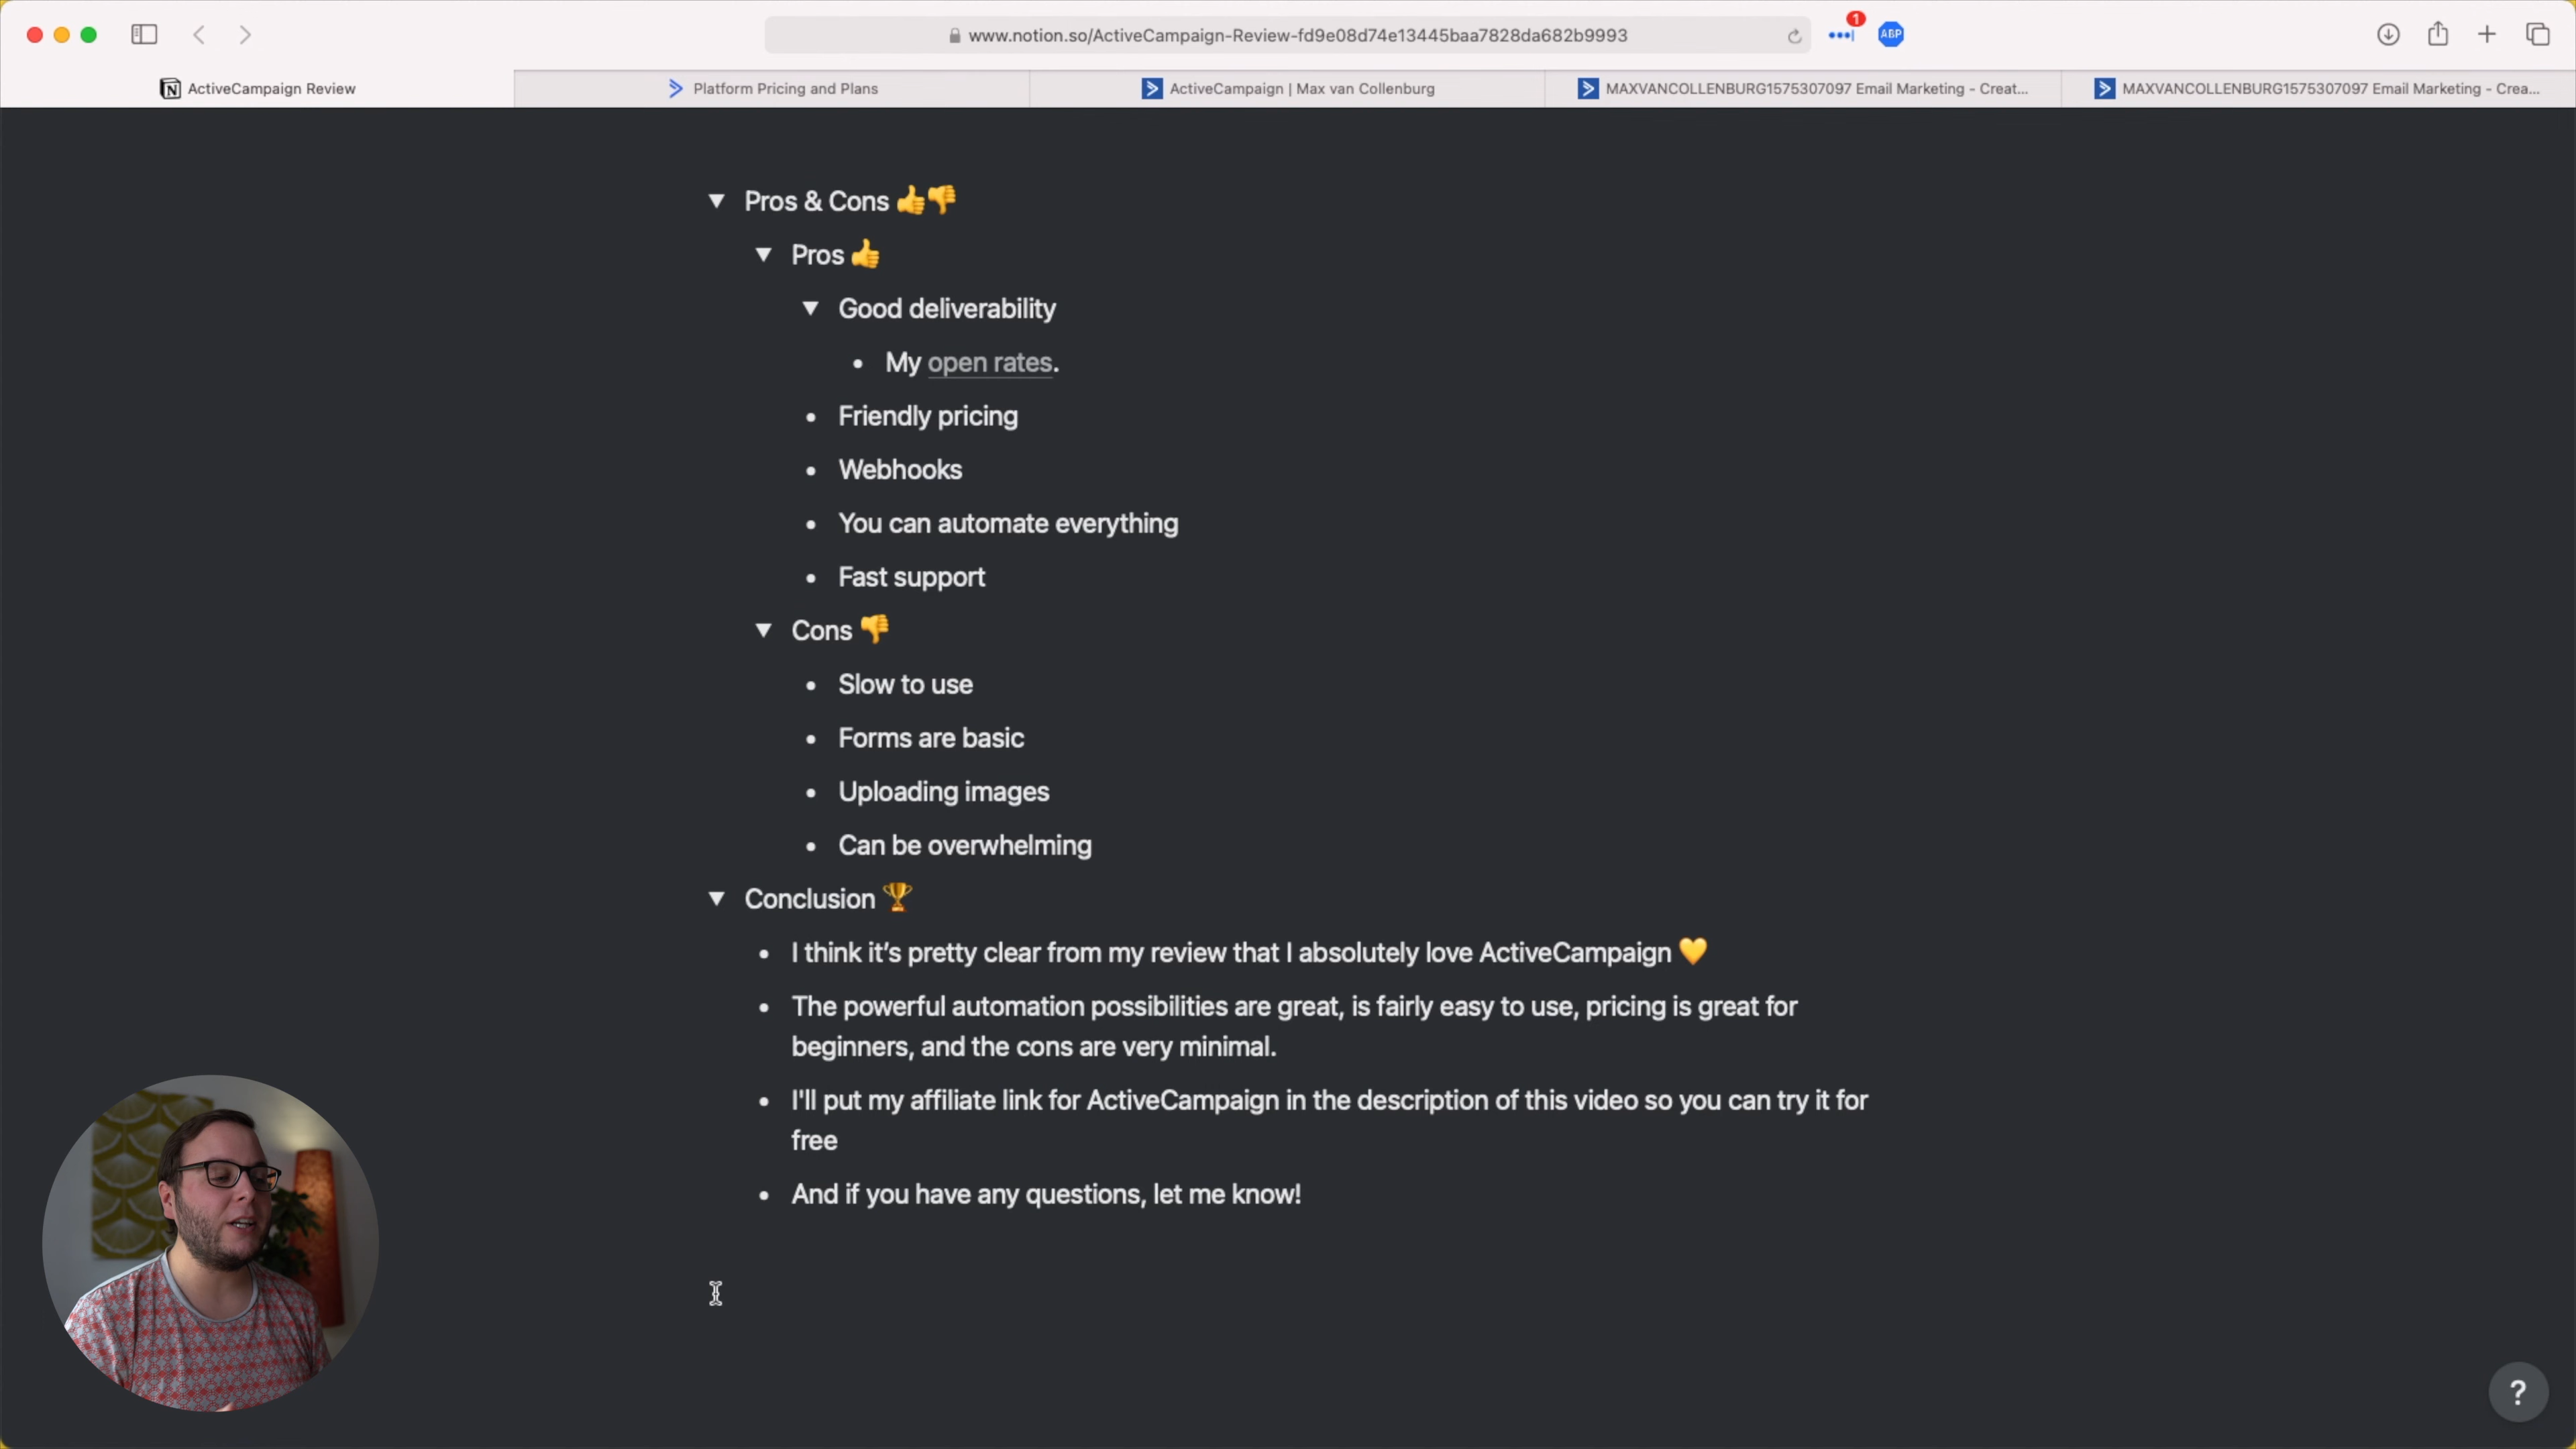 www.notion.so/ActiveCampaign-Review-fd9e08d74e13445baa7828da682b9993
1
ABP
ActiveCampaign Review
Platform Pricing and Plans
ActiveCampaign | Max van Collenburg
MAXVANCOLLENBURG1575307097 Email Marketing - Creat...
MAXVANCOLLENBURG1575307097 Email Marketing - Crea...
Pros & Cons 👍👎
Pros 👍
Good deliverability
My open rates.
Friendly pricing
Webhooks
You can automate everything
Fast support
Cons 👎
Slow to use
Forms are basic
Uploading images
Can be overwhelming
Conclusion 🏆
I think it’s pretty clear from my review that I absolutely love ActiveCampaign 💛
The powerful automation possibilities are great, is fairly easy to use, pricing is great for
beginners, and the cons are very minimal.
I'll put my affiliate link for ActiveCampaign in the description of this video so you can try it for
free
And if you have any questions, let me know!
?